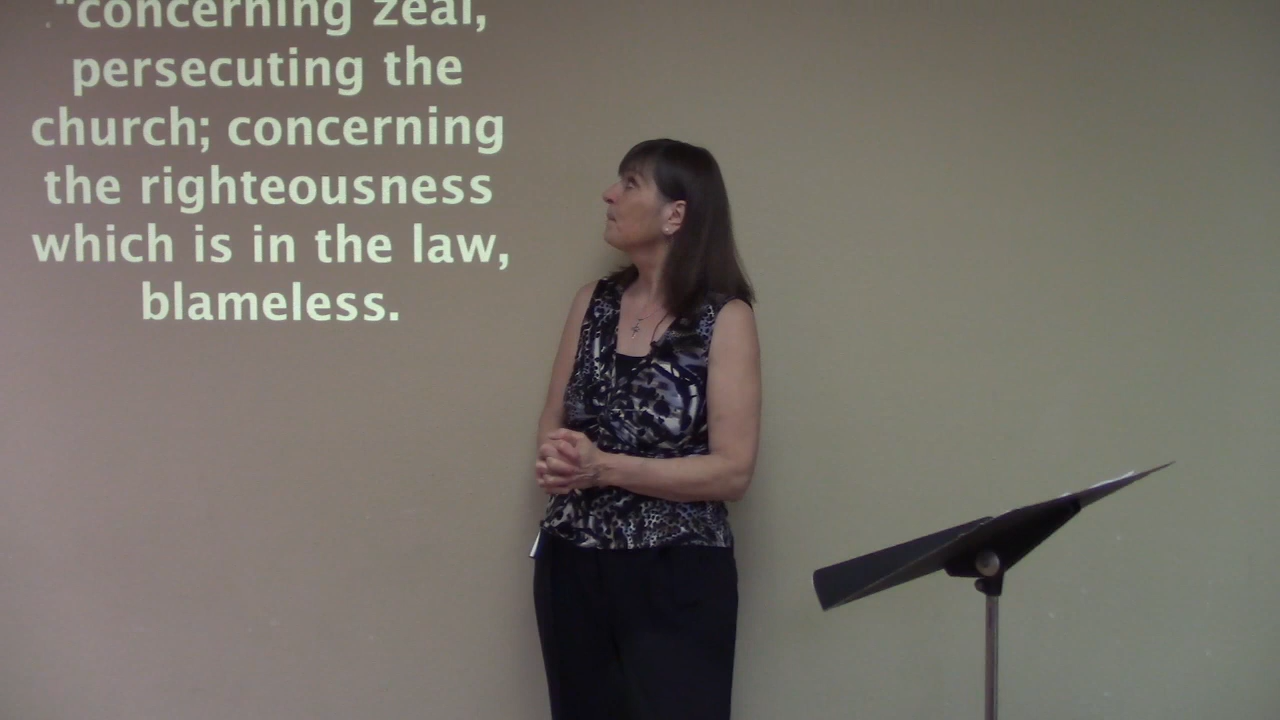 "concerning zeal,
persecuting the
church; concerning
the righteousness
which is in the law,
blameless.